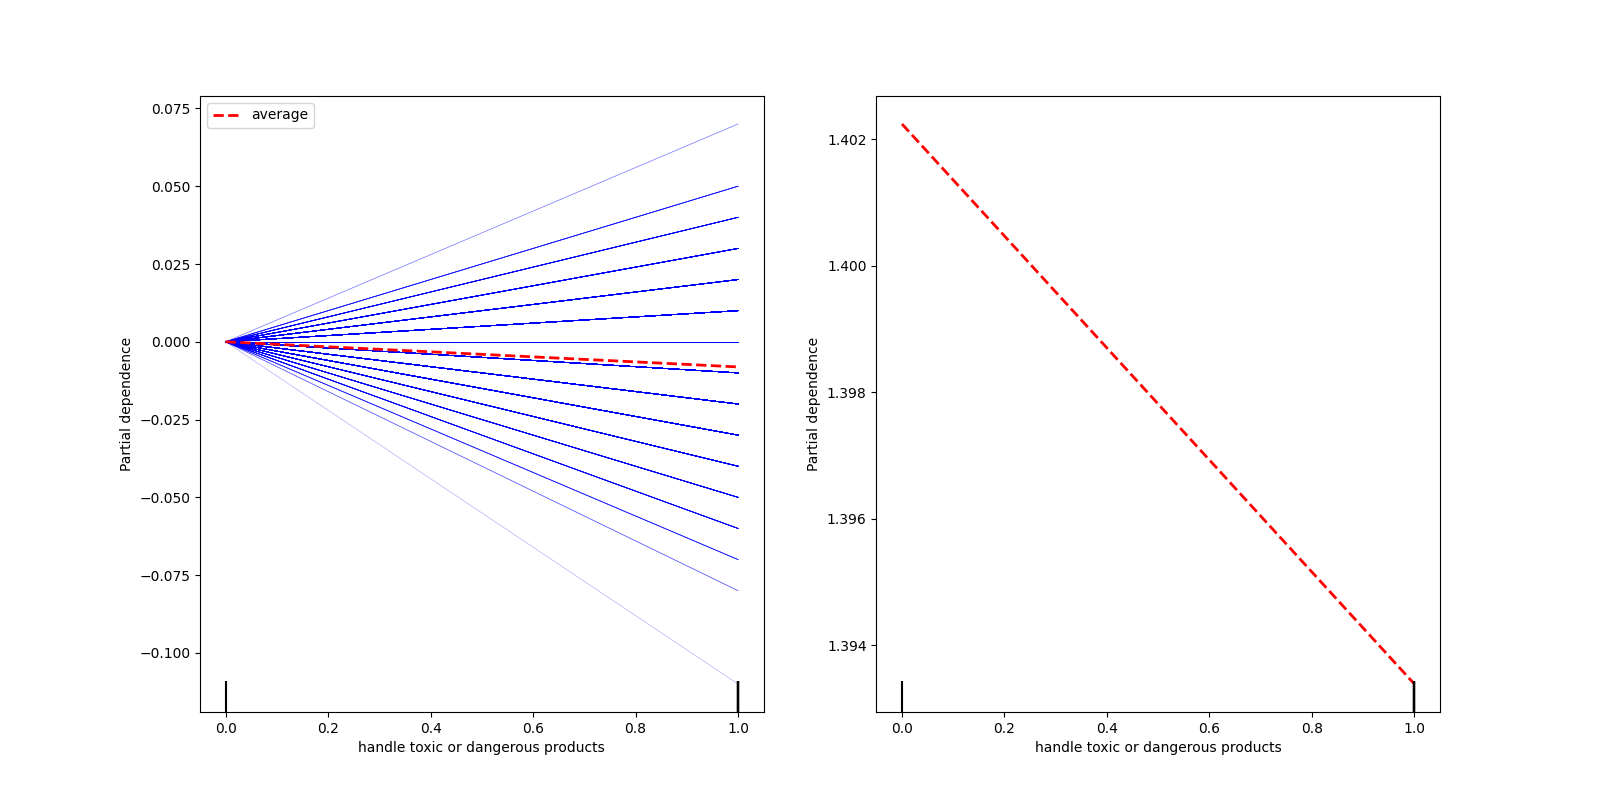 average
0.075
0.050
0.025
0.000
−0.025
−0.050
−0.075
−0.100
Partial dependence
0.0 0.2 0.4 0.6 0.8 1.0
handle toxic or dangerous products
1.402
1.400
1.398
1.396
1.394
Partial dependence
0.0 0.2 0.4 0.6 0.8 1.0
handle toxic or dangerous products